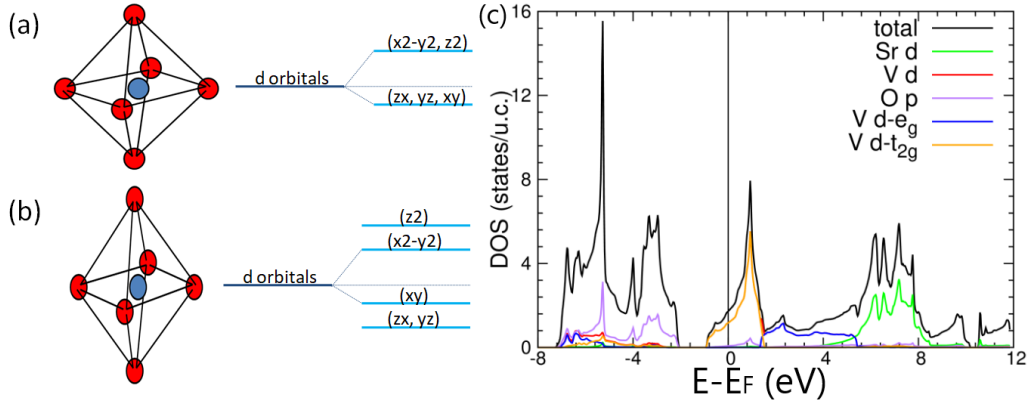 (a)
(x2-y2, z2)
d orbitals
(zx, yz, xy)
(b)
(z2)
(x2-y2)
d orbitals
(xy)
(zx, yz)
(c)
DOS (states/u.c.)
16
12
8
4
0
total
Sr d
V d
O p
V d-eg
V d-t2g
-8 -4 0 4 8 12
E-EF (eV)